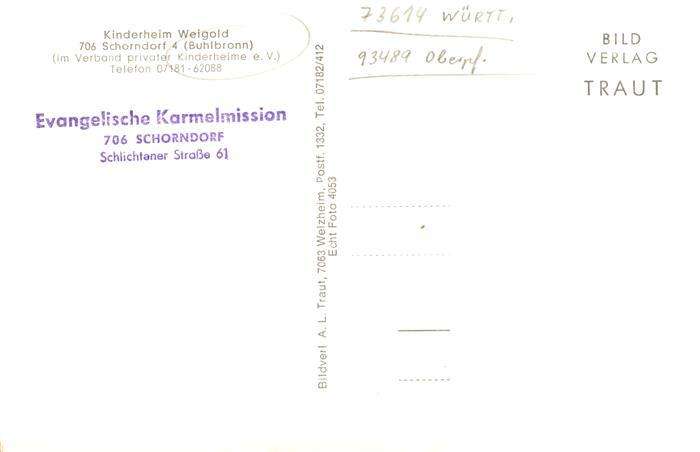 Kinderheim Weigold
706 Schorndorf 4 (Buhlbronn)
(im Verband privater Kinderheime e. V.)
Telefon 07181-62088
Evangelische Karmelmission
706 SCHORNDORF
Schlichtener Straße 61
Bildverl. A. L. Traut, 7063 Welzheim, Postf. 1332, Tel. 07182/412
Echt Foto 4053
73614 WÜRTT.
93489 Oberpf.
BILD
VERLAG
TRAUT